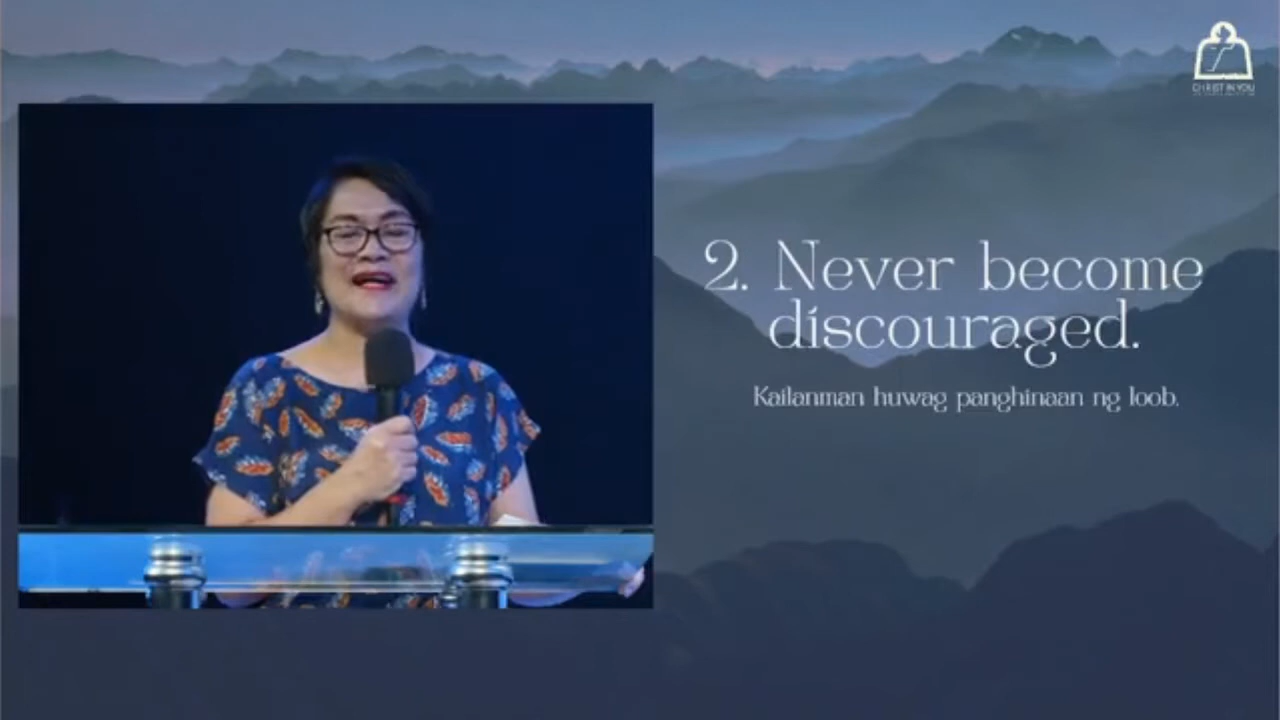 CHRIST IN YOU
2. Never become
discouraged.
Kailanman huwag panghinaan ng loob.